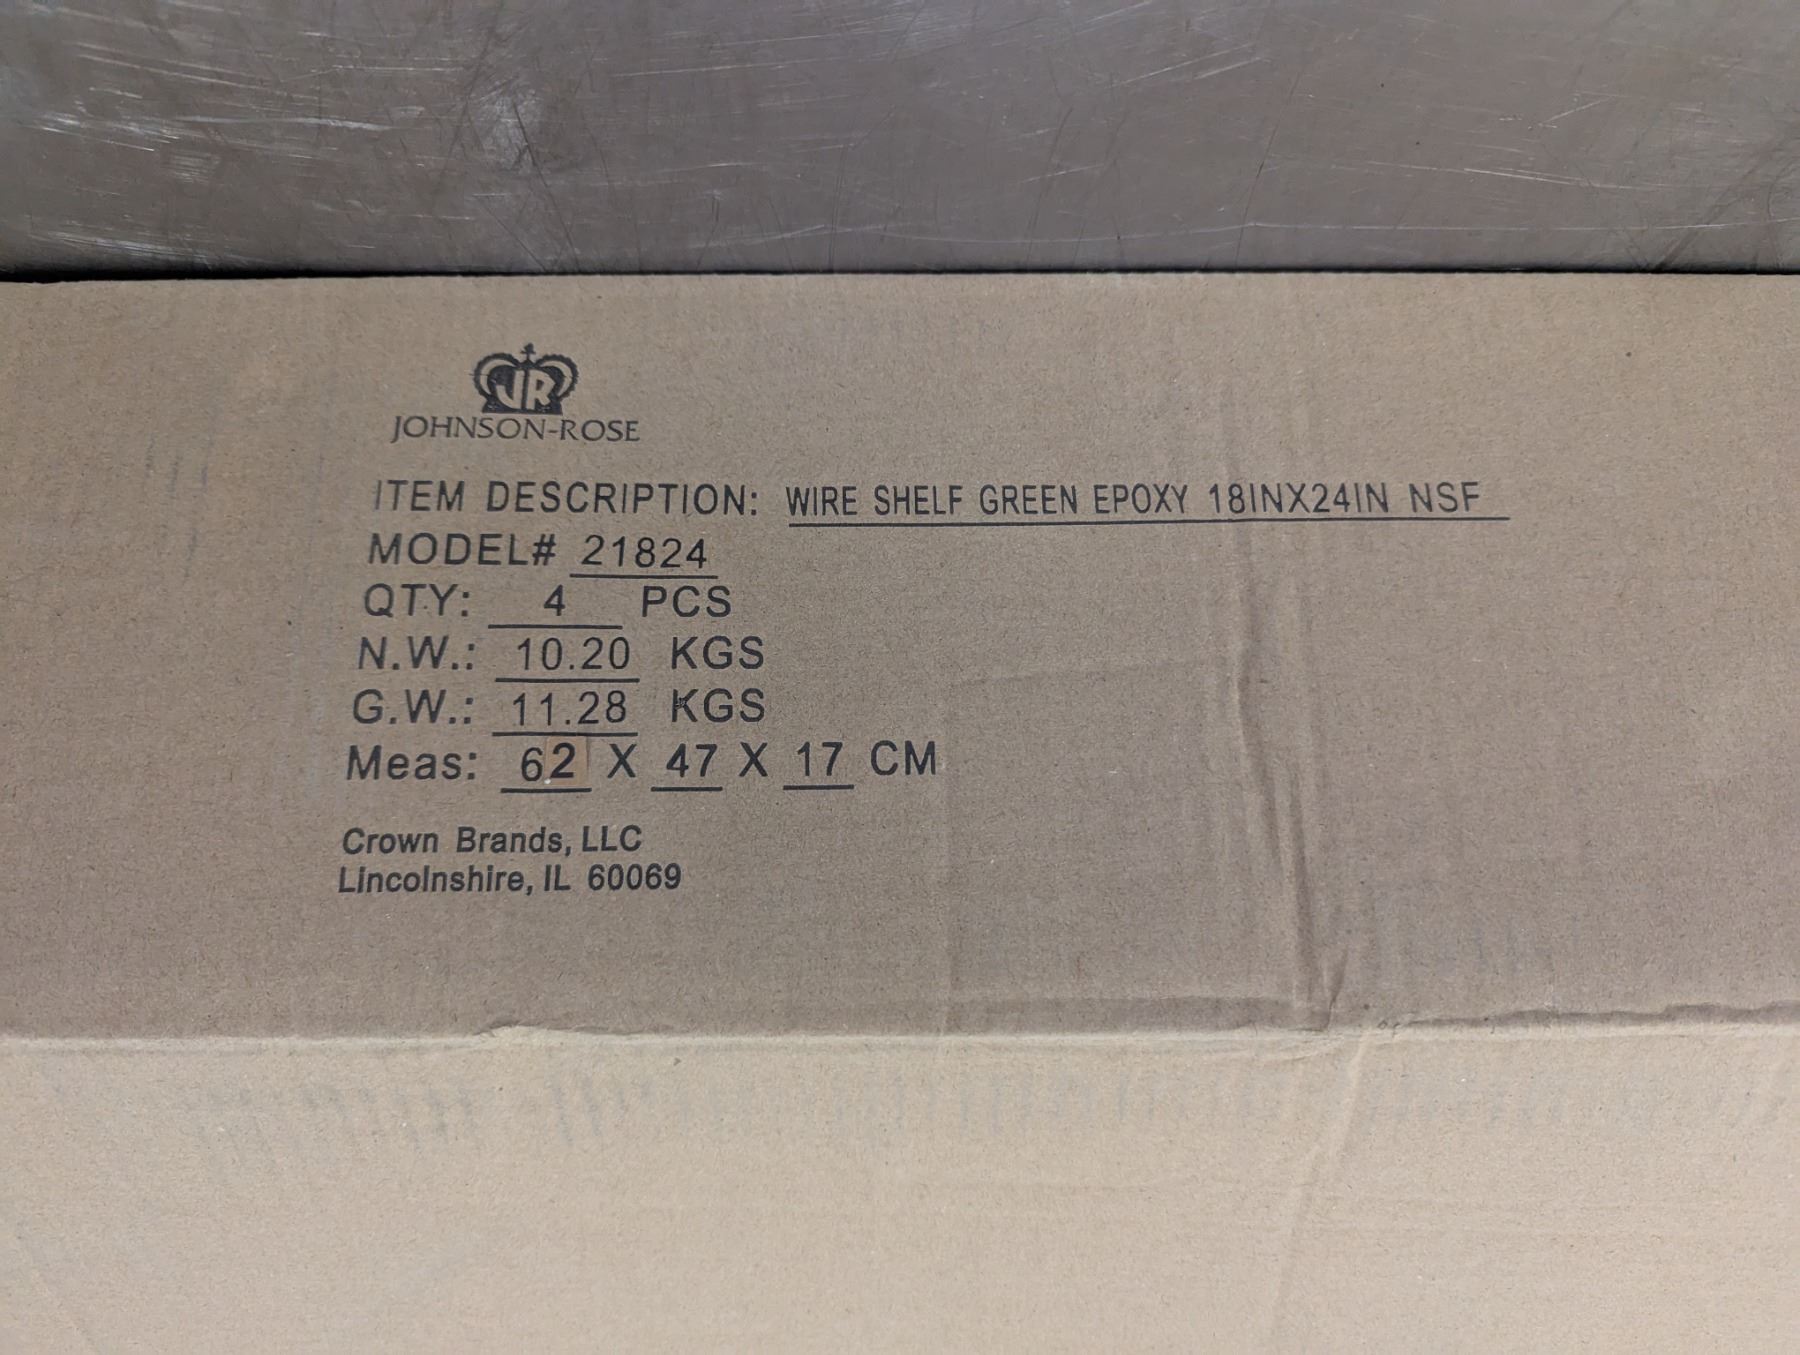 JR
JOHNSON-ROSE
ITEM DESCRIPTION: WIRE SHELF GREEN EPOXY 18INX24IN NSF
MODEL# 21824
QTY: 4 PCS
N.W.: 10.20 KGS
G.W.: 11.28 KGS
Meas: 62 X 47 X 17 CM
Crown Brands, LLC
Lincolnshire, IL 60069